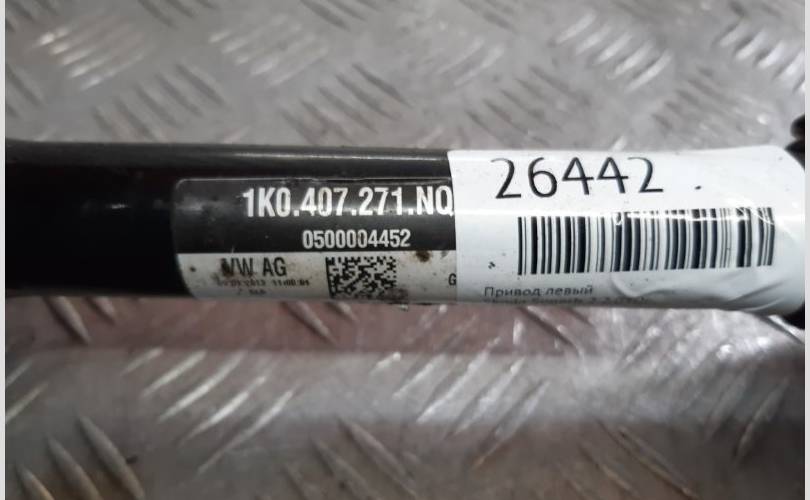 1K0.407.271.NQ
0500004452
VW AG
G
26442
Привод левый